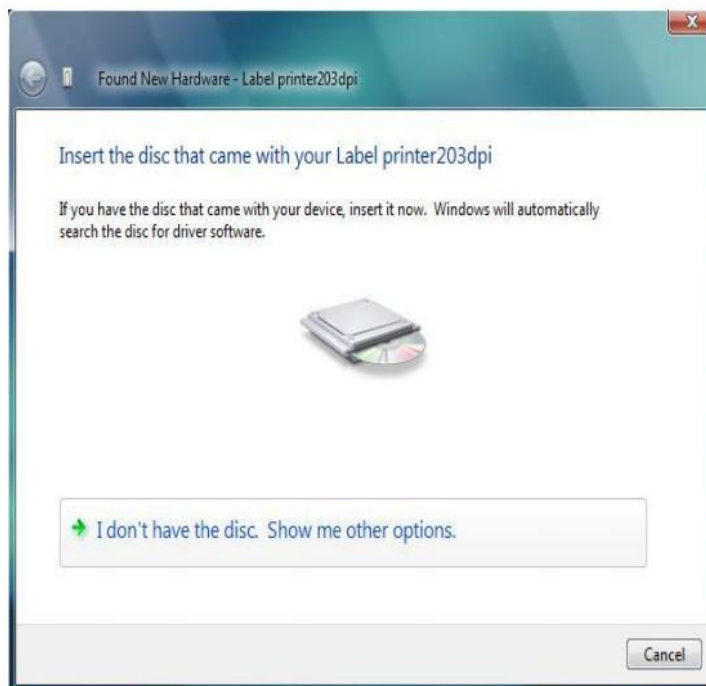 Found New Hardware - Label printer203dpi
Insert the disc that came with your Label printer203dpi
If you have the disc that came with your device, insert it now.  Windows will automatically
search the disc for driver software.
I don't have the disc.  Show me other options.
Cancel